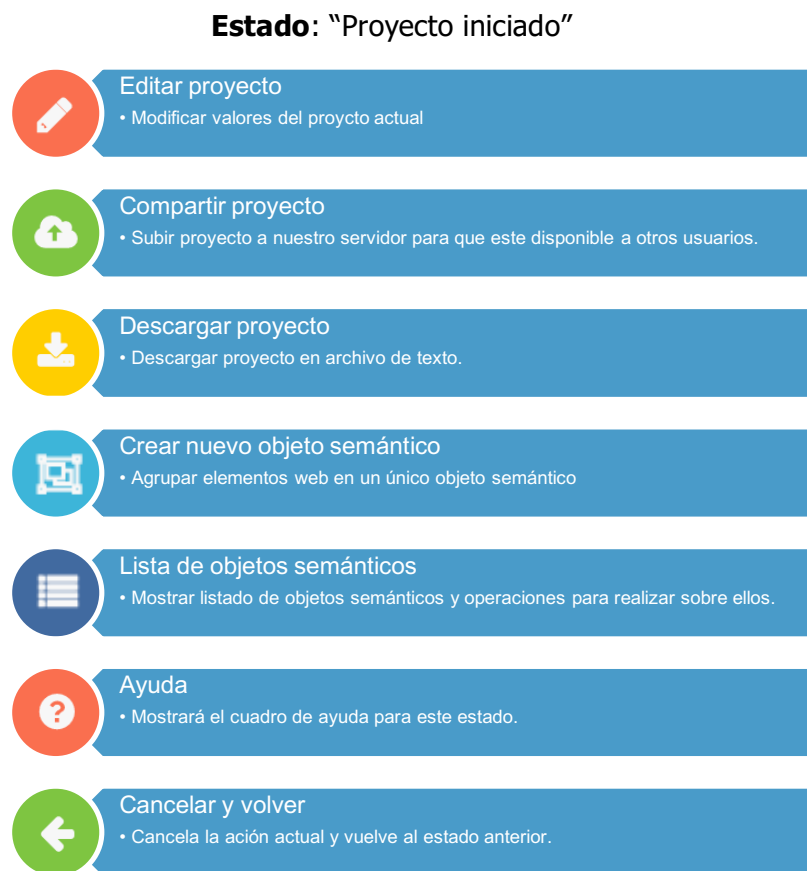 Estado: “Proyecto iniciado”
Editar proyecto
• Modificar valores del proycto actual
Compartir proyecto
• Subir proyecto a nuestro servidor para que este disponible a otros usuarios.
Descargar proyecto
• Descargar proyecto en archivo de texto.
Crear nuevo objeto semántico
• Agrupar elementos web en un único objeto semántico
Lista de objetos semánticos
• Mostrar listado de objetos semánticos y operaciones para realizar sobre ellos.
Ayuda
• Mostrará el cuadro de ayuda para este estado.
?
Cancelar y volver
• Cancela la ación actual y vuelve al estado anterior.